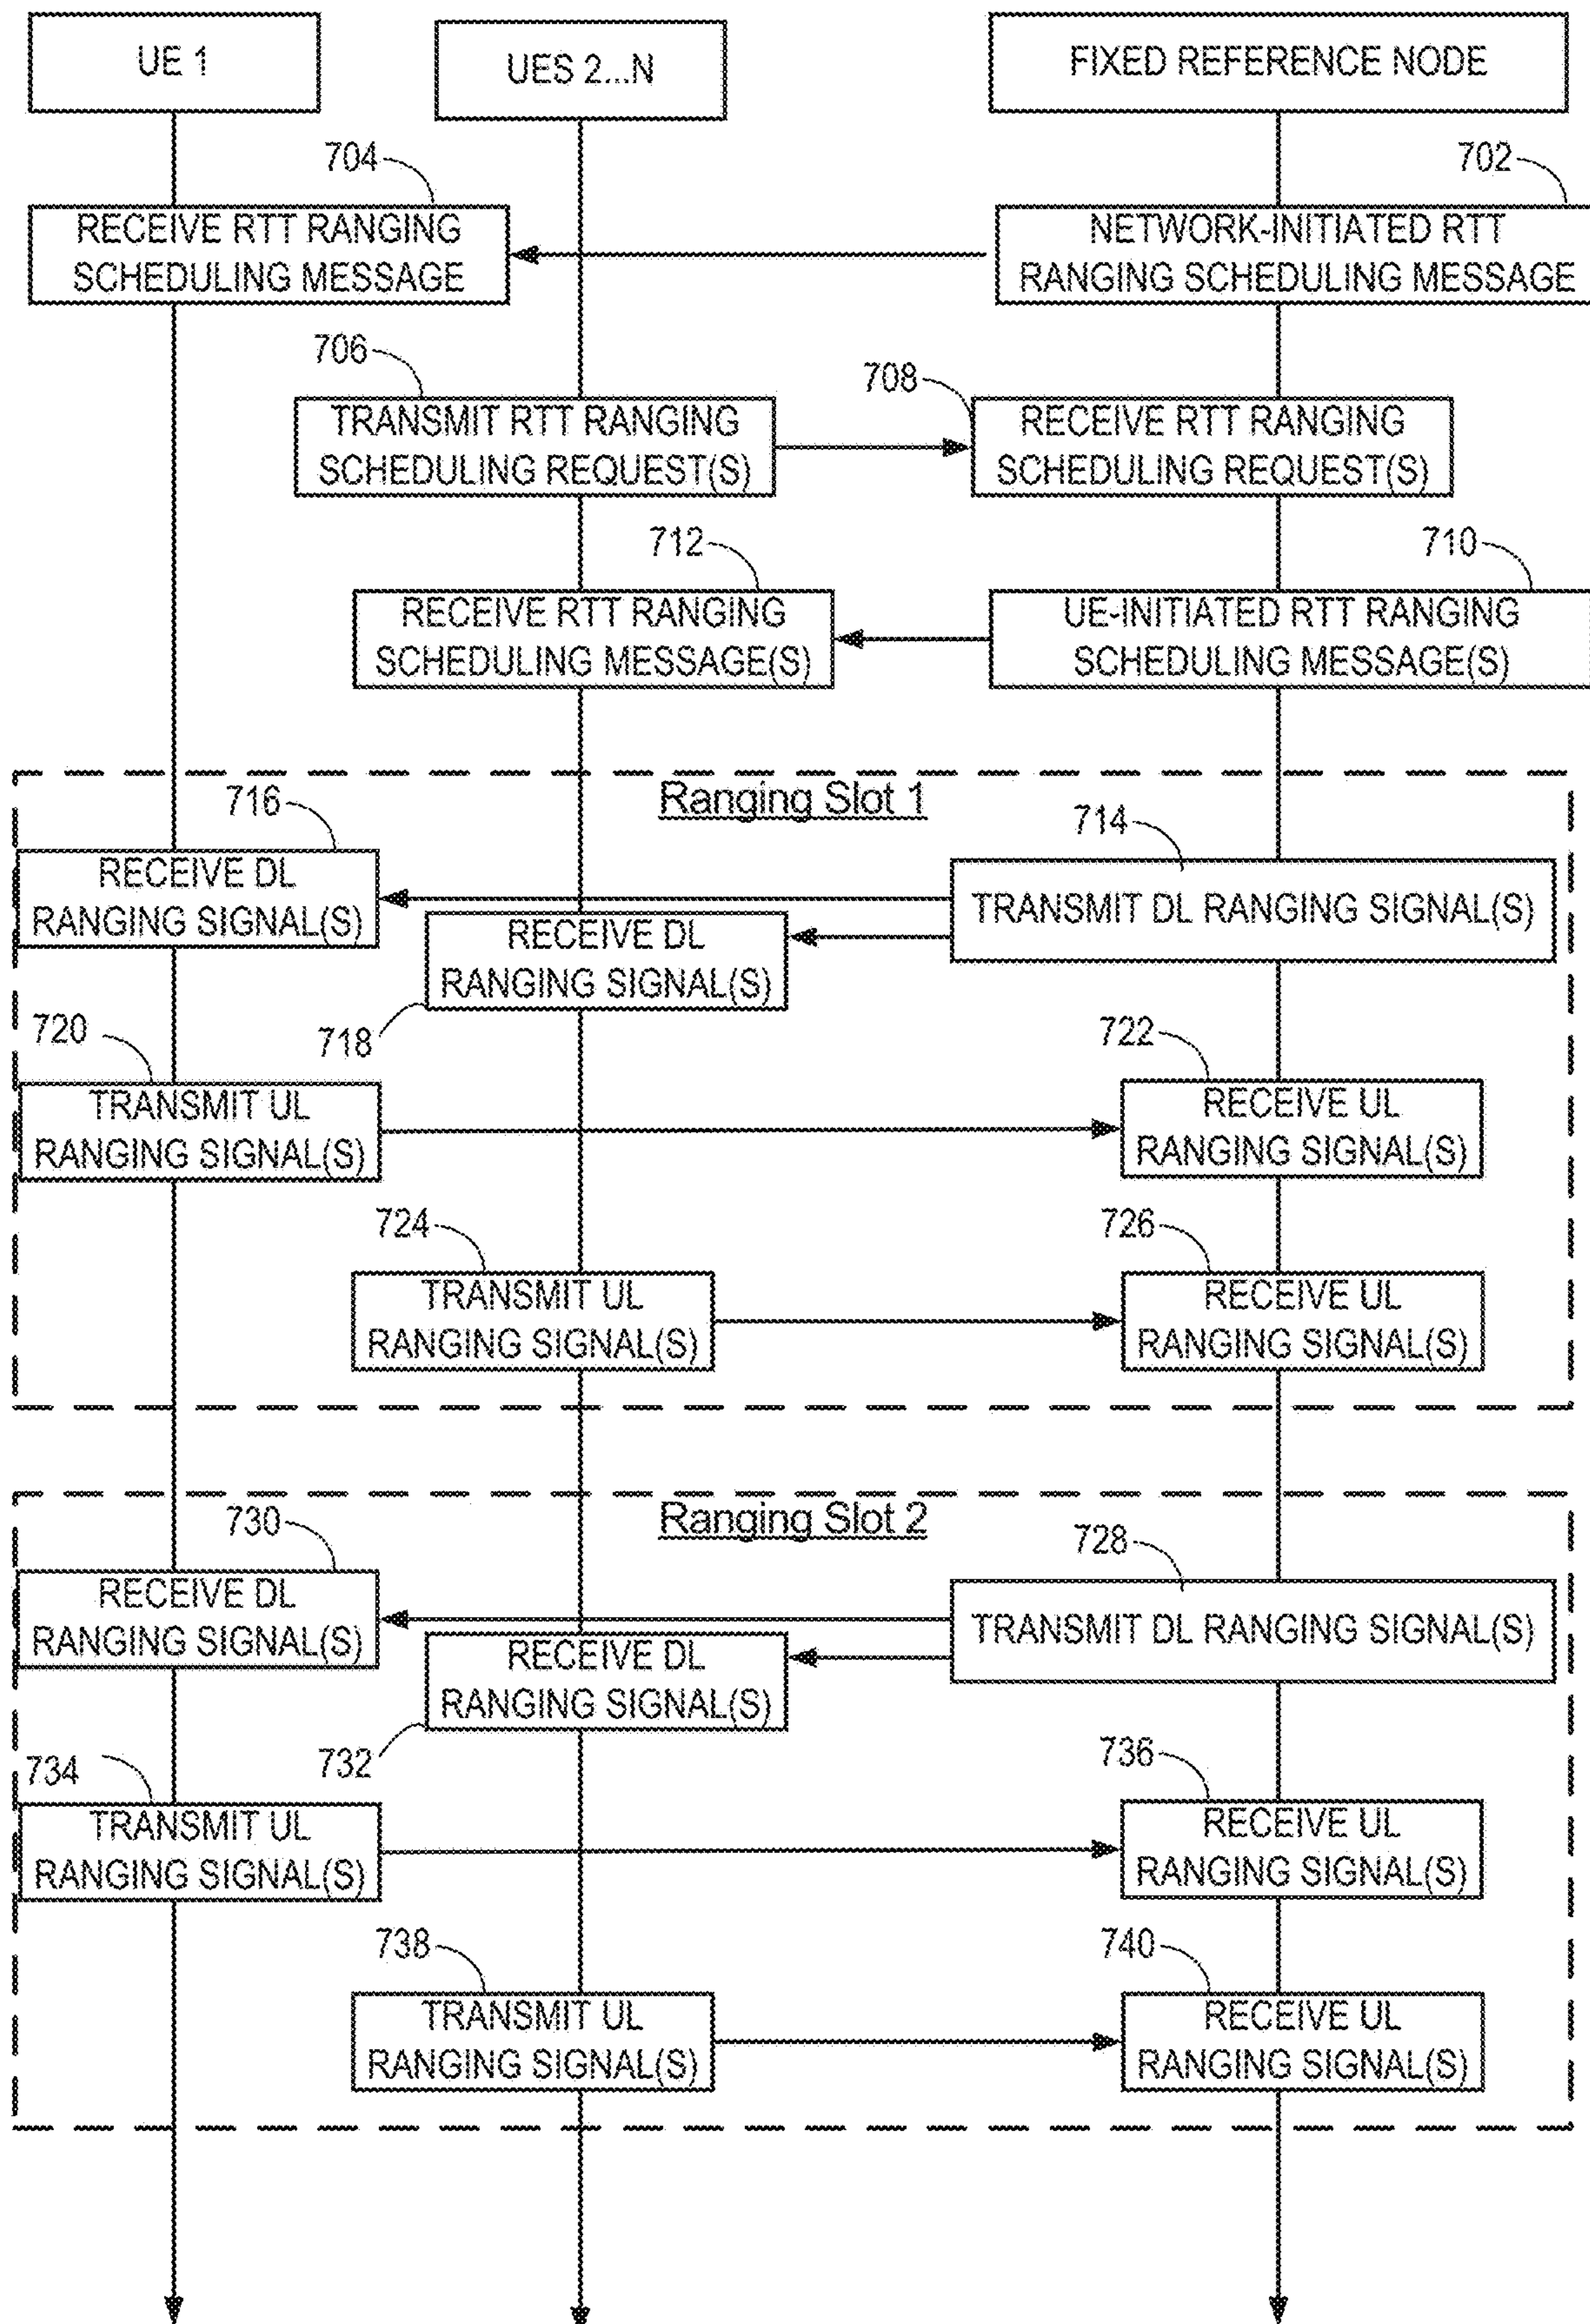 UE 1
UES 2...N
FIXED REFERENCE NODE
704
702
RECEIVE RTT RANGING
SCHEDULING MESSAGE
NETWORK-INITIATED RTT
RANGING SCHEDULING MESSAGE
706
708
TRANSMIT RTT RANGING
SCHEDULING REQUEST(S)
RECEIVE RTT RANGING
SCHEDULING REQUEST(S)
712
710
RECEIVE RTT RANGING
SCHEDULING MESSAGE(S)
UE-INITIATED RTT RANGING
SCHEDULING MESSAGE(S)
Ranging Slot 1
716
714
RECEIVE DL
RANGING SIGNAL(S)
TRANSMIT DL RANGING SIGNAL(S)
RECEIVE DL
RANGING SIGNAL(S)
718
720
722
TRANSMIT UL
RANGING SIGNAL(S)
RECEIVE UL
RANGING SIGNAL(S)
724
726
TRANSMIT UL
RANGING SIGNAL(S)
RECEIVE UL
RANGING SIGNAL(S)
Ranging Slot 2
730
728
RECEIVE DL
RANGING SIGNAL(S)
TRANSMIT DL RANGING SIGNAL(S)
RECEIVE DL
RANGING SIGNAL(S)
732
734
736
TRANSMIT UL
RANGING SIGNAL(S)
RECEIVE UL
RANGING SIGNAL(S)
738
740
TRANSMIT UL
RANGING SIGNAL(S)
RECEIVE UL
RANGING SIGNAL(S)